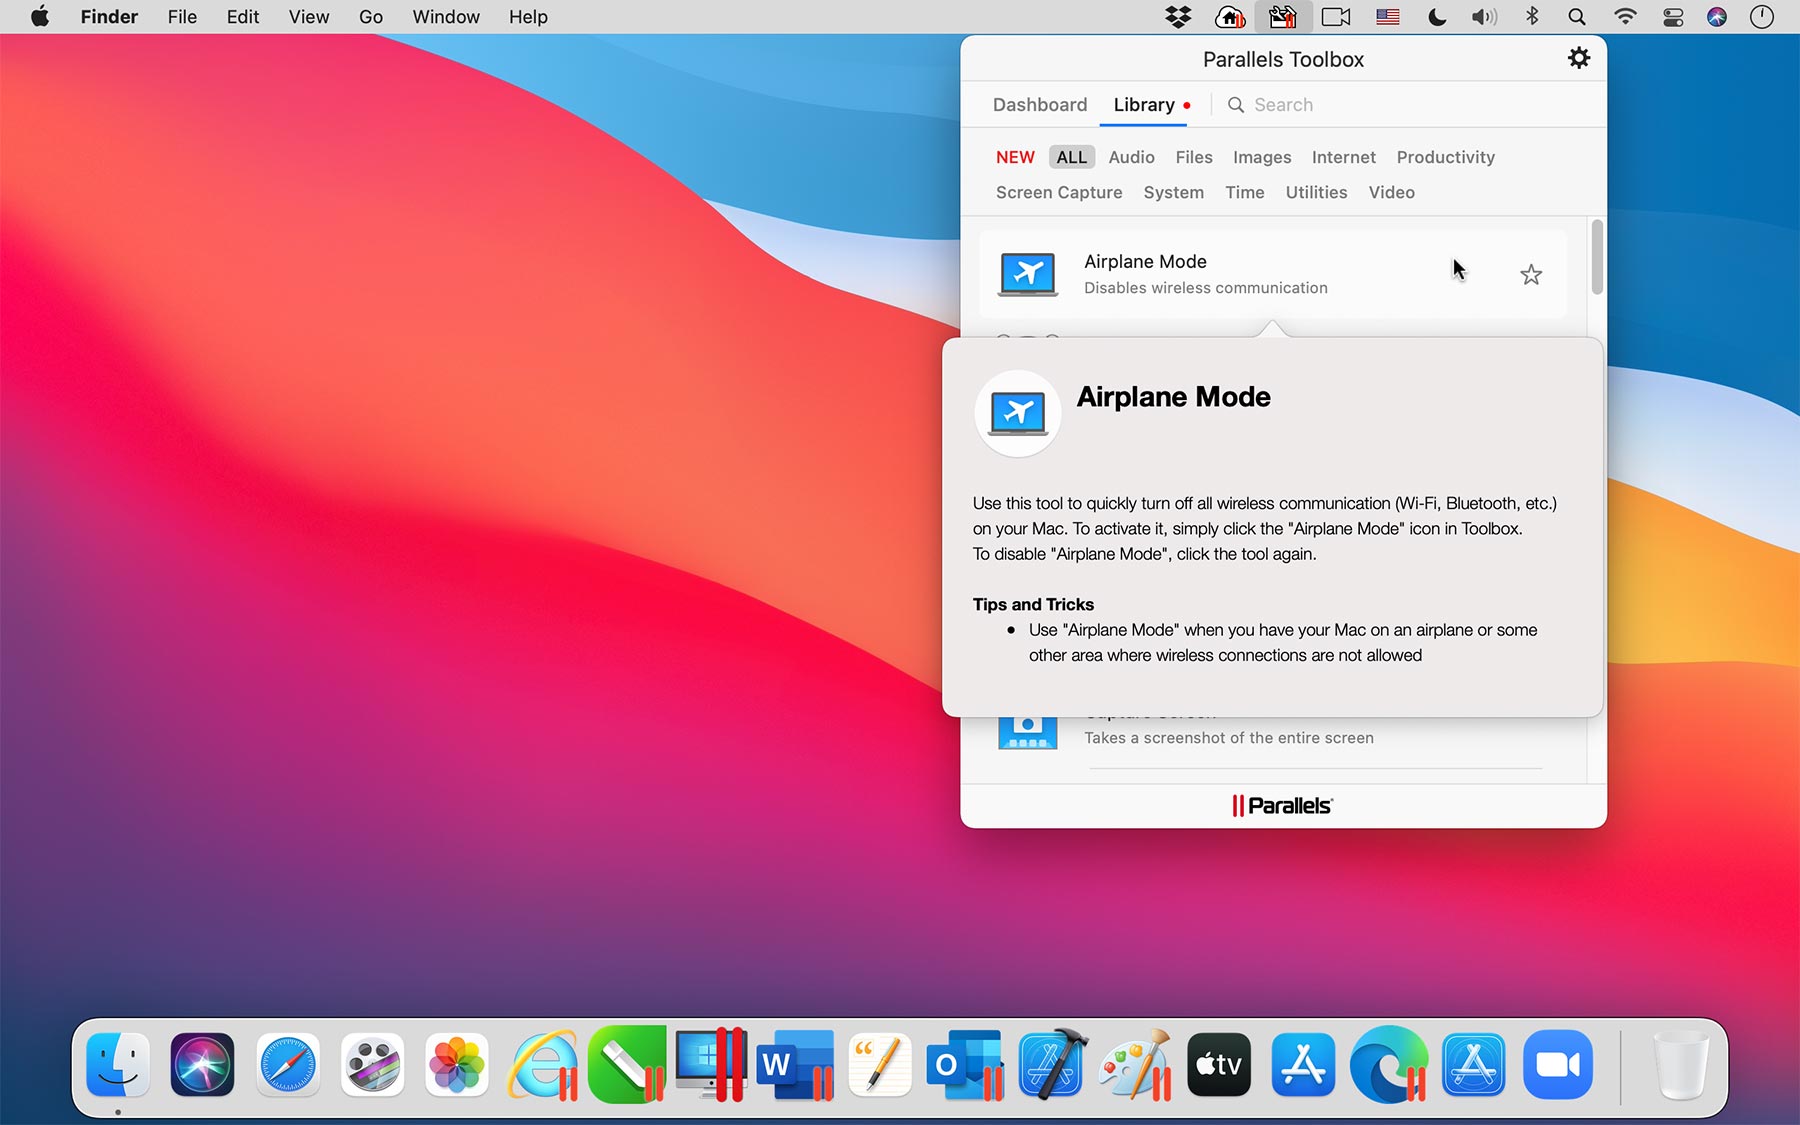 Finder File Edit View Go Window Help
Parallels Toolbox
Dashboard Library Search
NEW ALL Audio Files Images Internet Productivity
Screen Capture System Time Utilities Video
Airplane Mode
Disables wireless communication
Airplane Mode
Use this tool to quickly turn off all wireless communication (Wi-Fi, Bluetooth, etc.)
on your Mac. To activate it, simply click the "Airplane Mode" icon in Toolbox.
To disable "Airplane Mode", click the tool again.
Tips and Tricks
• Use "Airplane Mode" when you have your Mac on an airplane or some
other area where wireless connections are not allowed
Capture Screen
Takes a screenshot of the entire screen
Parallels
W O tv